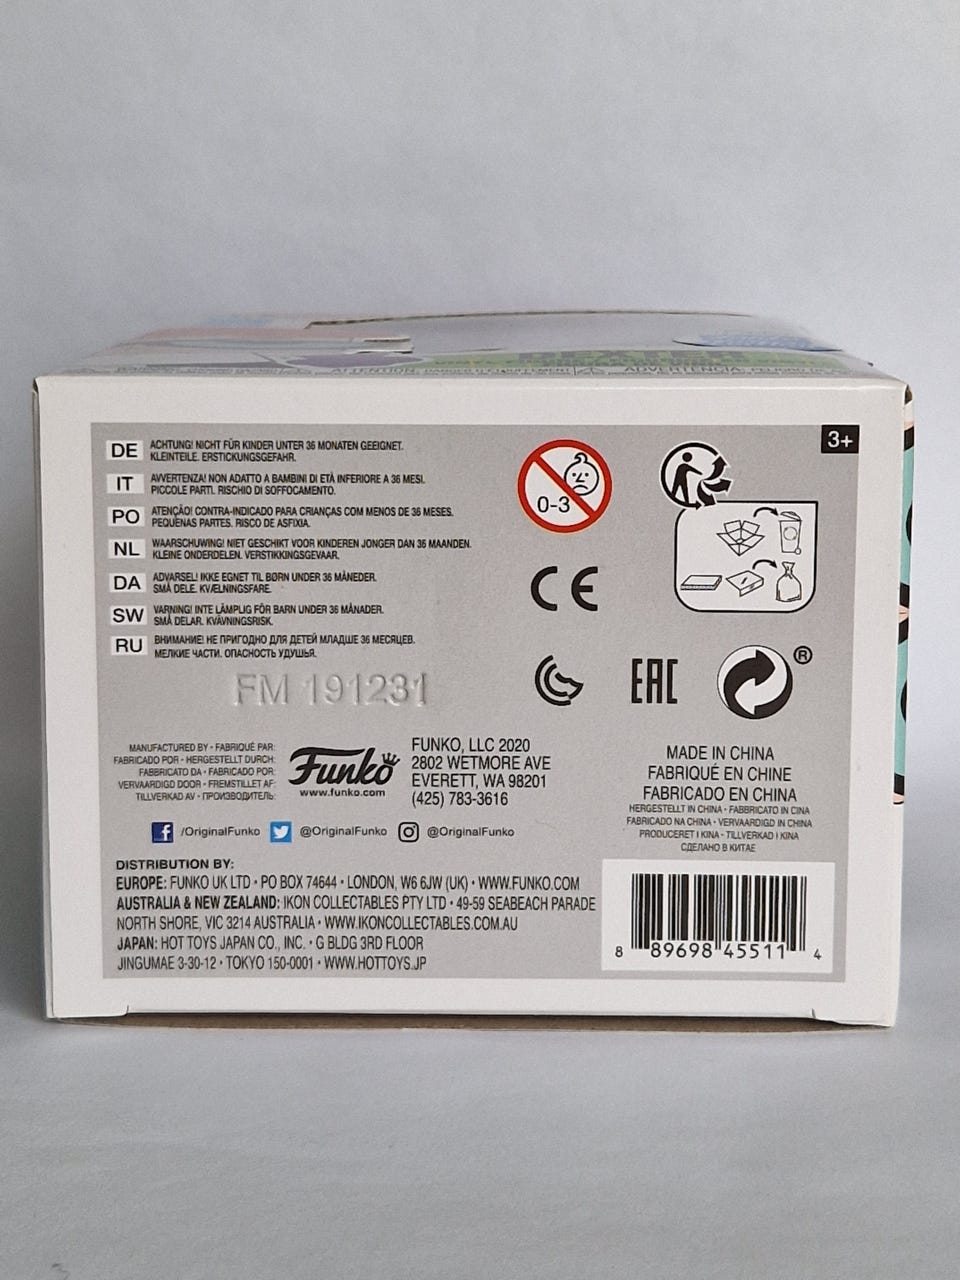 ATTENTION:
ADVERTENCIA:
3+
DE ACHTUNG! NICHT FÜR KINDER UNTER 36 MONATEN GEEIGNET.
KLEINTEILE. ERSTICKUNGSGEFAHR.
IT AVVERTENZA! NON ADATTO A BAMBINI DI ETÀ INFERIORE A 36 MESI.
PICCOLE PARTI. RISCHIO DI SOFFOCAMENTO.
PO ATENÇÃO! CONTRA-INDICADO PARA CRIANÇAS COM MENOS DE 36 MESES.
PEQUENAS PARTES. RISCO DE ASFIXIA.
NL WAARSCHUWING! NIET GESCHIKT VOOR KINDEREN JONGER DAN 36 MAANDEN.
KLEINE ONDERDELEN. VERSTIKKINGSGEVAAR.
DA ADVARSEL! IKKE EGNET TIL BØRN UNDER 36 MÅNEDER.
SMÅ DELE. KVÆLNINGSFARE.
SW VARNING! INTE LÄMPLIG FÖR BARN UNDER 36 MÅNADER.
SMÅ DELAR. KVÄVNINGSRISK.
RU ВНИМАНИЕ! НЕ ПРИГОДНО ДЛЯ ДЕТЕЙ МЛАДШЕ 36 МЕСЯЦЕВ.
МЕЛКИЕ ЧАСТИ. ОПАСНОСТЬ УДУШЬЯ.
0-3
CE
EAC
®
FM 191231
MANUFACTURED BY • FABRIQUÉ PAR:
FABRICADO POR • HERGESTELLT DURCH:
FABBRICATO DA • FABRICADO POR:
VERVAARDIGD DOOR • FREMSTILLET AF:
TILLVERKAD AV • ПРОИЗВОДИТЕЛЬ:
Funko
www.funko.com
FUNKO, LLC 2020
2802 WETMORE AVE
EVERETT, WA 98201
(425) 783-3616
MADE IN CHINA
FABRIQUÉ EN CHINE
FABRICADO EN CHINA
HERGESTELLT IN CHINA • FABBRICATO IN CINA
FABRICADO NA CHINA • VERVAARDIGD IN CHINA
PRODUCERET I KINA • TILLVERKAD I KINA
СДЕЛАНО В КИТАЕ
f /OriginalFunko @OriginalFunko @OriginalFunko
DISTRIBUTION BY:
EUROPE: FUNKO UK LTD • PO BOX 74644 • LONDON, W6 6JW (UK) • WWW.FUNKO.COM
AUSTRALIA & NEW ZEALAND: IKON COLLECTABLES PTY LTD • 49-59 SEABEACH PARADE
NORTH SHORE, VIC 3214 AUSTRALIA • WWW.IKONCOLLECTABLES.COM.AU
JAPAN: HOT TOYS JAPAN CO., INC. • G BLDG 3RD FLOOR
JINGUMAE 3-30-12 • TOKYO 150-0001 • WWW.HOTTOYS.JP
8 89698 45511 4